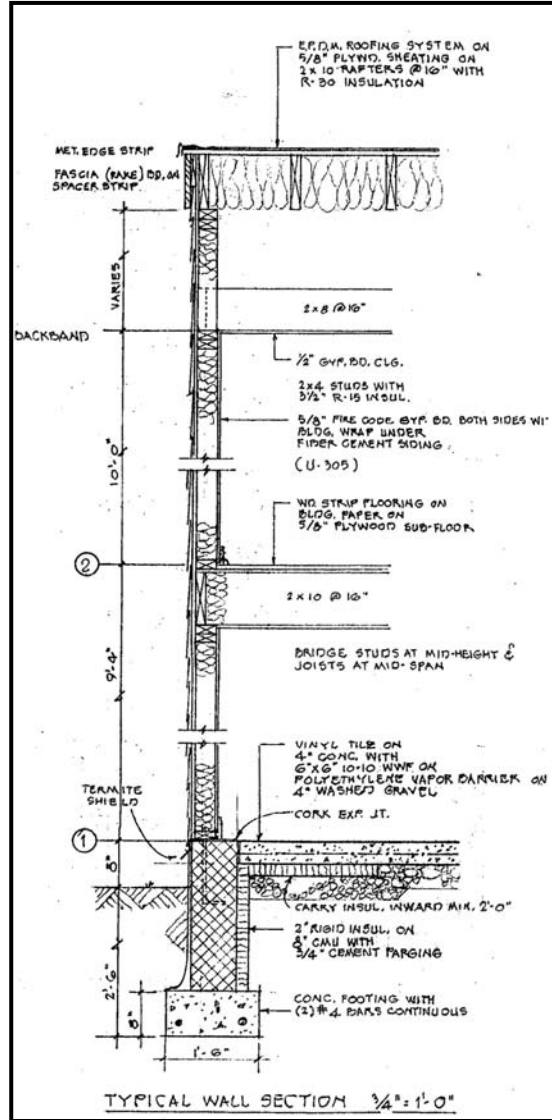 E.P.D.M. ROOFING SYSTEM ON
5/8" PLYWD. SHEATING ON
2 x 10 RAFTERS @ 16" WITH
R-30 INSULATION
MET. EDGE STRIP
FASCIA (RAKE) BD. ON
SPACER STRIP
VARIES
2 x 8 @ 16"
BACKBAND
1/2" GYP. BD. CLG.
2x4 STUDS WITH
3 1/2" R-15 INSUL.
5/8" FIRE CODE GYP. BD. BOTH SIDES W/
BLDG. WRAP UNDER
FIBER CEMENT SIDING
(U-305)
10'-0"
WD. STRIP FLOORING ON
BLDG. PAPER ON
5/8" PLYWOOD SUB-FLOOR
2
2 x 10 @ 16"
BRIDGE STUDS AT MID-HEIGHT &
JOISTS AT MID-SPAN
9'-4"
VINYL TILE ON
4" CONC. WITH
6"x6" 10-10 WWF ON
POLYETHYLENE VAPOR BARRIER ON
4" WASHED GRAVEL
TERMITE
SHIELD
CORK EXP. JT.
1
8"
CARRY INSUL. INWARD MIN. 2'-0"
2" RIGID INSUL. ON
8" CMU WITH
3/4" CEMENT PARGING
2'-6"
8"
CONC. FOOTING WITH
(2) #4 BARS CONTINUOUS
1'-6"
TYPICAL WALL SECTION 3/4" = 1'-0"